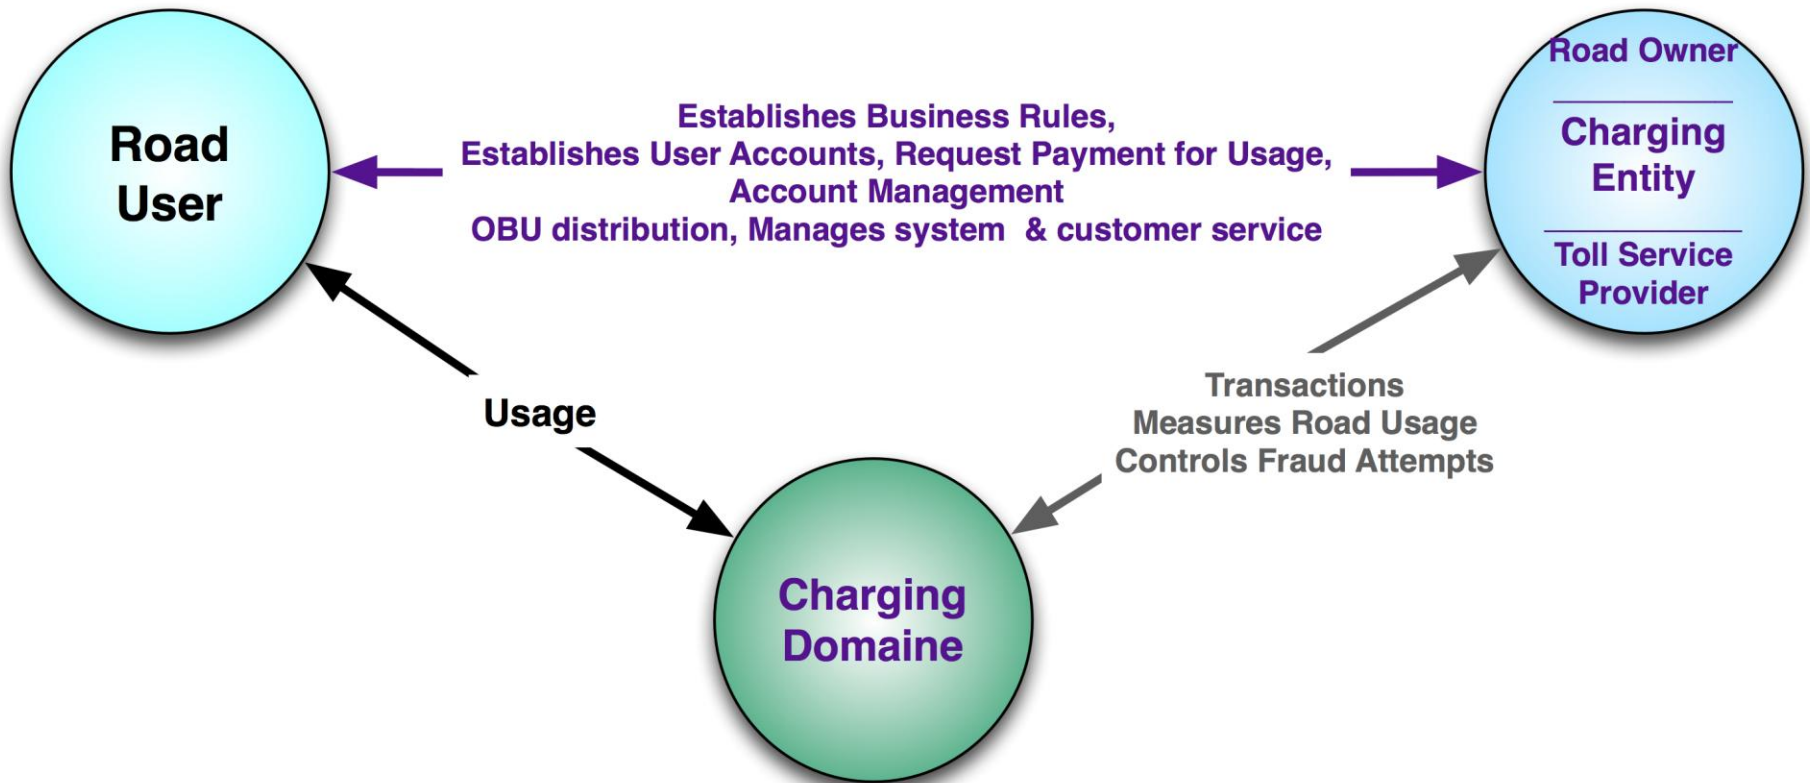 Road
User
Establishes Business Rules,
Establishes User Accounts, Request Payment for Usage,
Account Management
OBU distribution, Manages system & customer service
Road Owner
Charging
Entity
Toll Service
Provider
Usage
Transactions
Measures Road Usage
Controls Fraud Attempts
Charging
Domaine